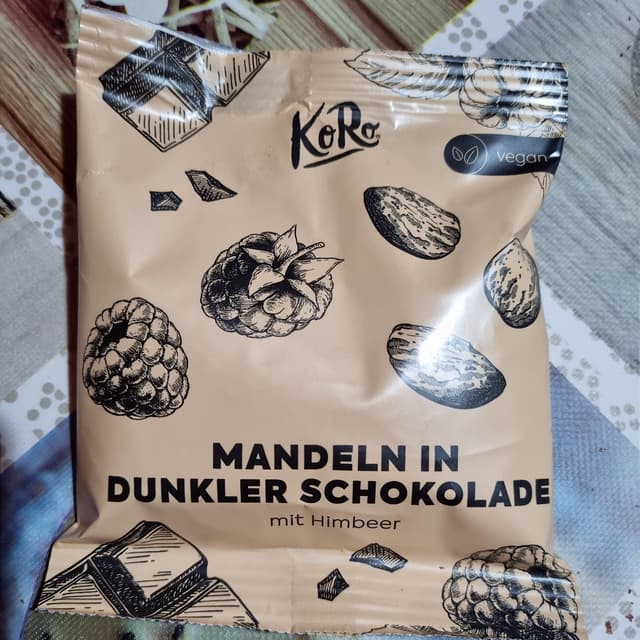 KoRo
vegan
MANDELN IN
DUNKLER SCHOKOLADE
mit Himbeer